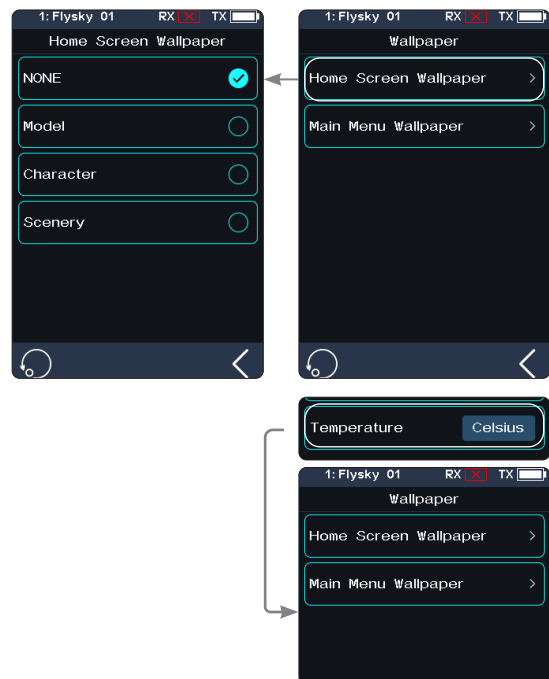 1: Flysky 01 RX TX
Home Screen Wallpaper
NONE
Model
Character
Scenery
1: Flysky 01 RX TX
Wallpaper
Home Screen Wallpaper
Main Menu Wallpaper
Temperature Celsius
1: Flysky 01 RX TX
Wallpaper
Home Screen Wallpaper
Main Menu Wallpaper